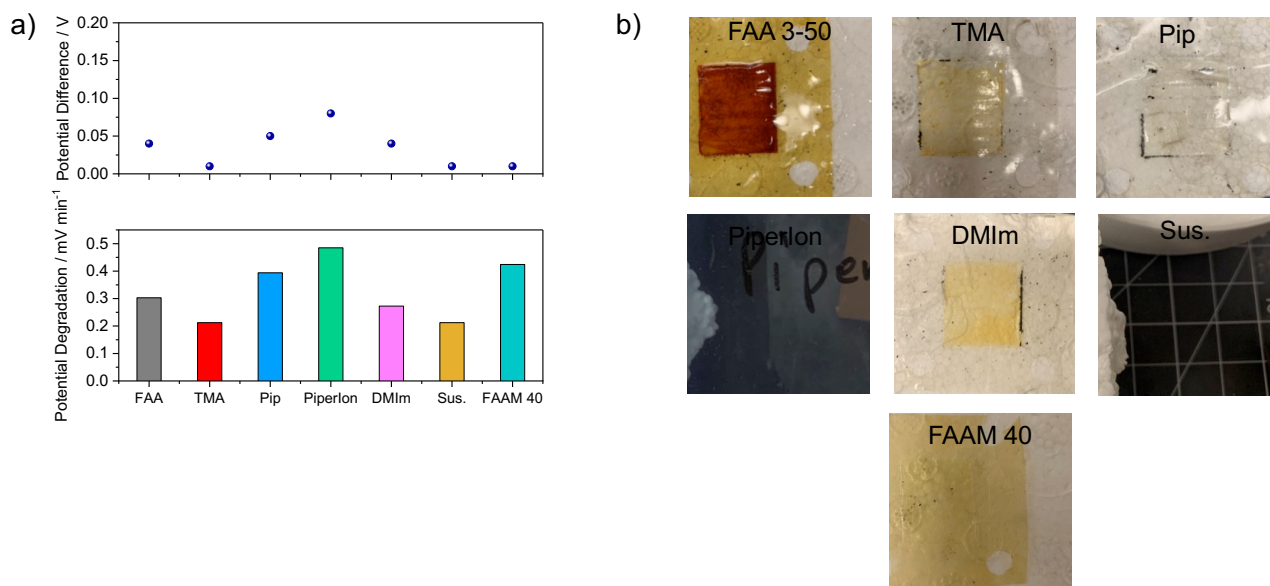 a)
Potential Difference / V
0.20
0.15
0.10
0.05
0.00
Potential Degradation / mV min⁻¹
0.5
0.4
0.3
0.2
0.1
0.0
FAA TMA Pip PiperIon DMIm Sus. FAAM 40
b)
FAA 3-50 TMA Pip
PiperIon DMIm Sus.
Piper
FAAM 40